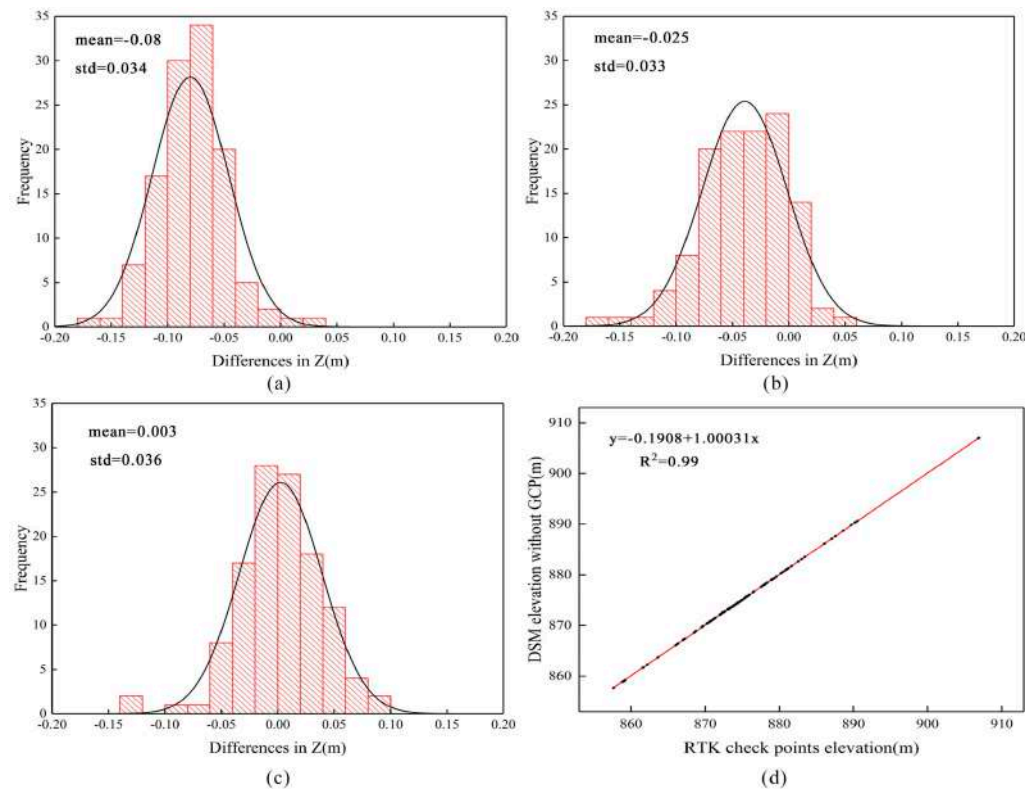 35
30
25
20
15
10
5
0
Frequency
mean=-0.08
std=0.034
-0.20 -0.15 -0.10 -0.05 0.00 0.05 0.10 0.15 0.20
Differences in Z(m)
(a)
35
30
25
20
15
10
5
0
Frequency
mean=-0.025
std=0.033
-0.20 -0.15 -0.10 -0.05 0.00 0.05 0.10 0.15 0.20
Differences in Z(m)
(b)
35
30
25
20
15
10
5
0
Frequency
mean=0.003
std=0.036
-0.20 -0.15 -0.10 -0.05 0.00 0.05 0.10 0.15 0.20
Differences in Z(m)
(c)
910
900
890
880
870
860
DSM elevation without GCP(m)
y=-0.1908+1.00031x
R²=0.99
860 870 880 890 900 910
RTK check points elevation(m)
(d)